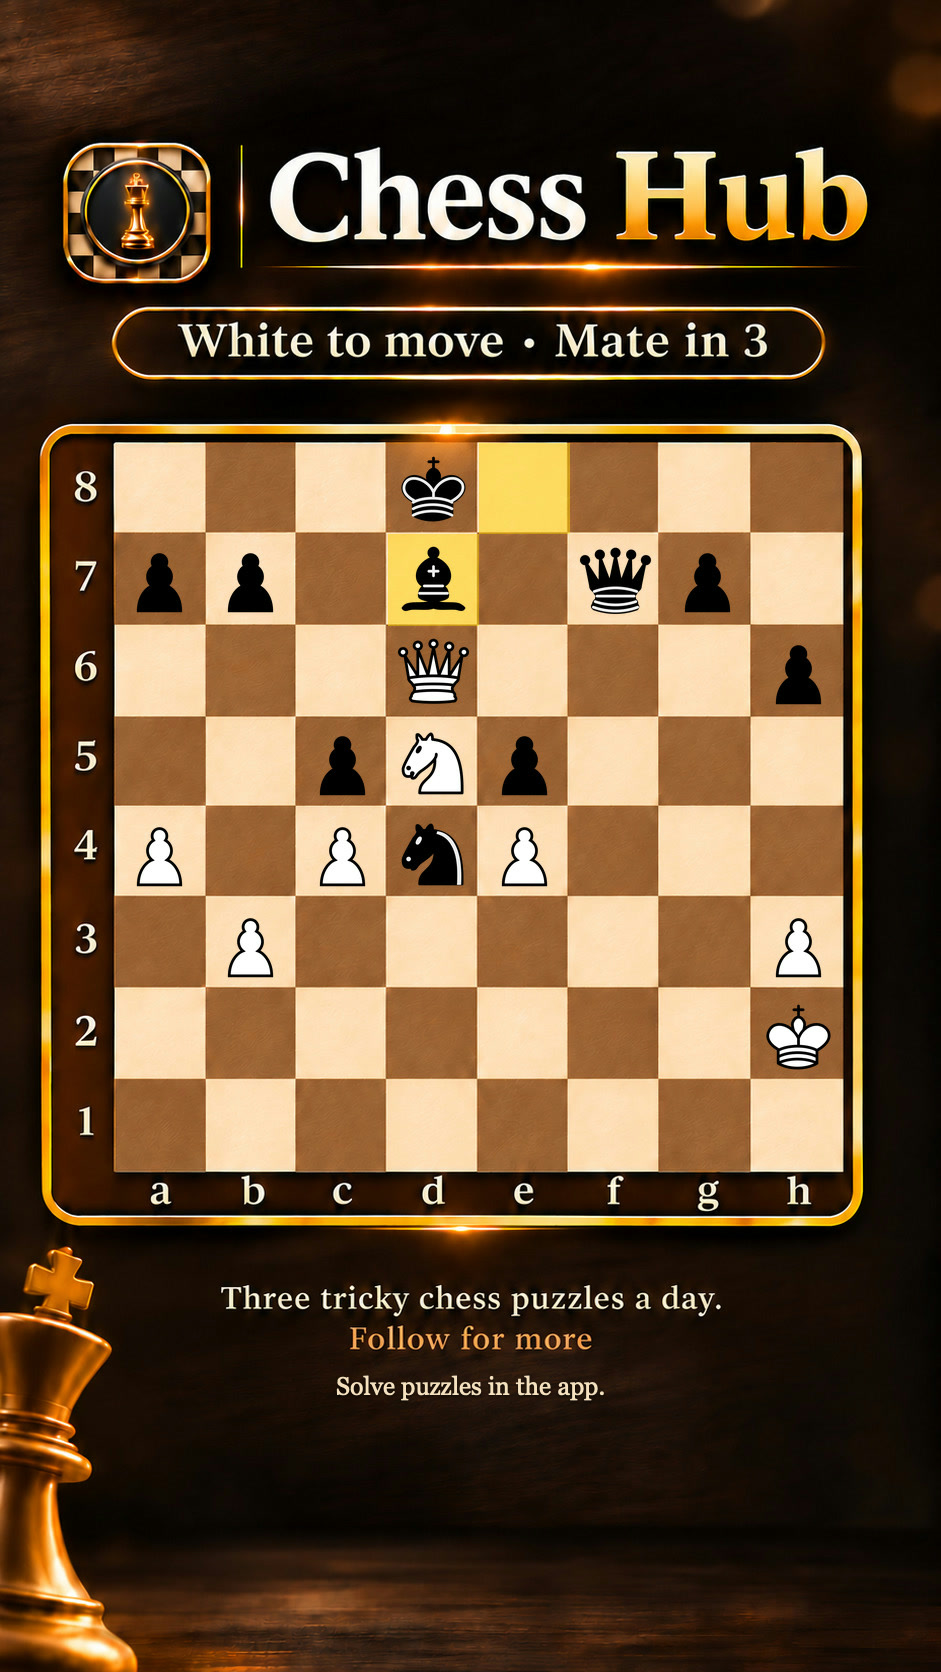 Chess Hub
White to move • Mate in 3
8
7
6
5
4
3
2
1
a b c d e f g h
Three tricky chess puzzles a day.
Follow for more
Solve puzzles in the app.